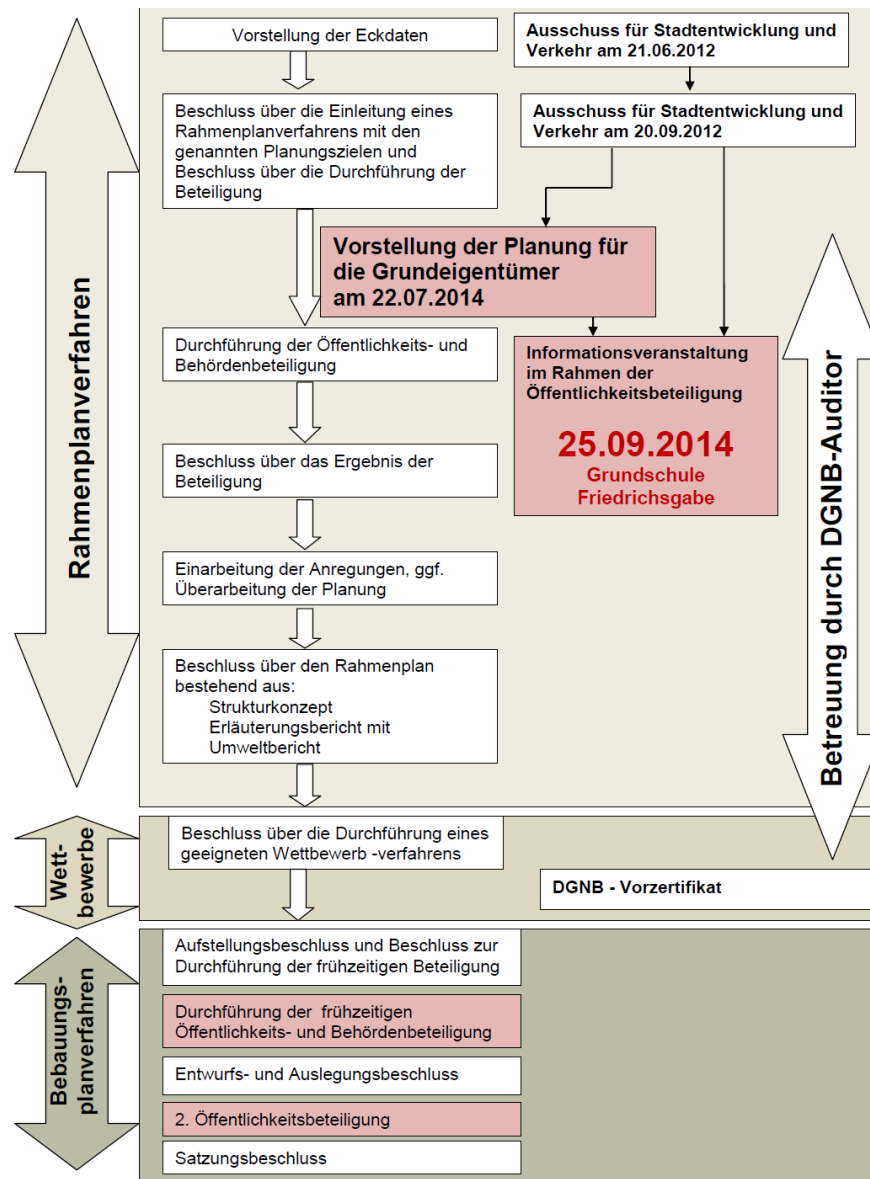 Rahmenplanverfahren
Vorstellung der Eckdaten
Ausschuss für Stadtentwicklung und
Verkehr am 21.06.2012
Beschluss über die Einleitung eines
Rahmenplanverfahrens mit den
genannten Planungszielen und
Beschluss über die Durchführung der
Beteiligung
Ausschuss für Stadtentwicklung und
Verkehr am 20.09.2012
Vorstellung der Planung für
die Grundeigentümer
am 22.07.2014
Durchführung der Öffentlichkeits- und
Behördenbeteiligung
Informationsveranstaltung
im Rahmen der
Öffentlichkeitsbeteiligung
25.09.2014
Grundschule
Friedrichsgabe
Betreuung durch DGNB-Auditor
Beschluss über das Ergebnis der
Beteiligung
Einarbeitung der Anregungen, ggf.
Überarbeitung der Planung
Beschluss über den Rahmenplan
bestehend aus:
Strukturkonzept
Erläuterungsbericht mit
Umweltbericht
Wett-
bewerbe
Beschluss über die Durchführung eines
geeigneten Wettbewerb -verfahrens
DGNB - Vorzertifikat
Bebauungs-
planverfahren
Aufstellungsbeschluss und Beschluss zur
Durchführung der frühzeitigen Beteiligung
Durchführung der  frühzeitigen
Öffentlichkeits- und Behördenbeteiligung
Entwurfs- und Auslegungsbeschluss
2. Öffentlichkeitsbeteiligung
Satzungsbeschluss